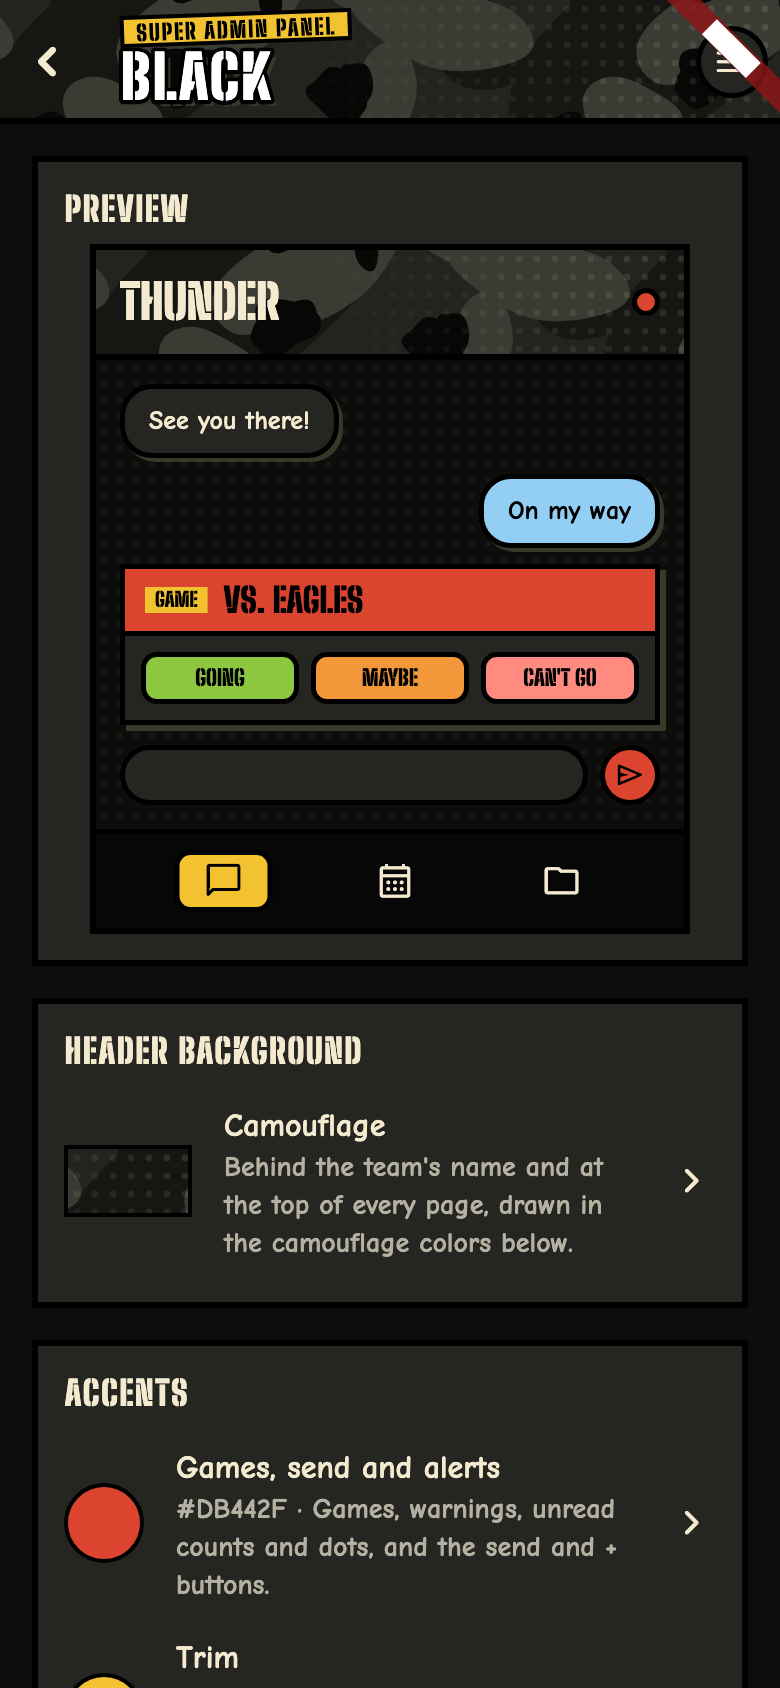 SUPER ADMIN PANEL
BLACK
PREVIEW
THUNDER
See you there!
On my way
GAME VS. EAGLES
GOING MAYBE CAN'T GO
HEADER BACKGROUND
Camouflage
Behind the team's name and at
the top of every page, drawn in
the camouflage colors below.
ACCENTS
Games, send and alerts
#DB442F · Games, warnings, unread
counts and dots, and the send and +
buttons.
Trim